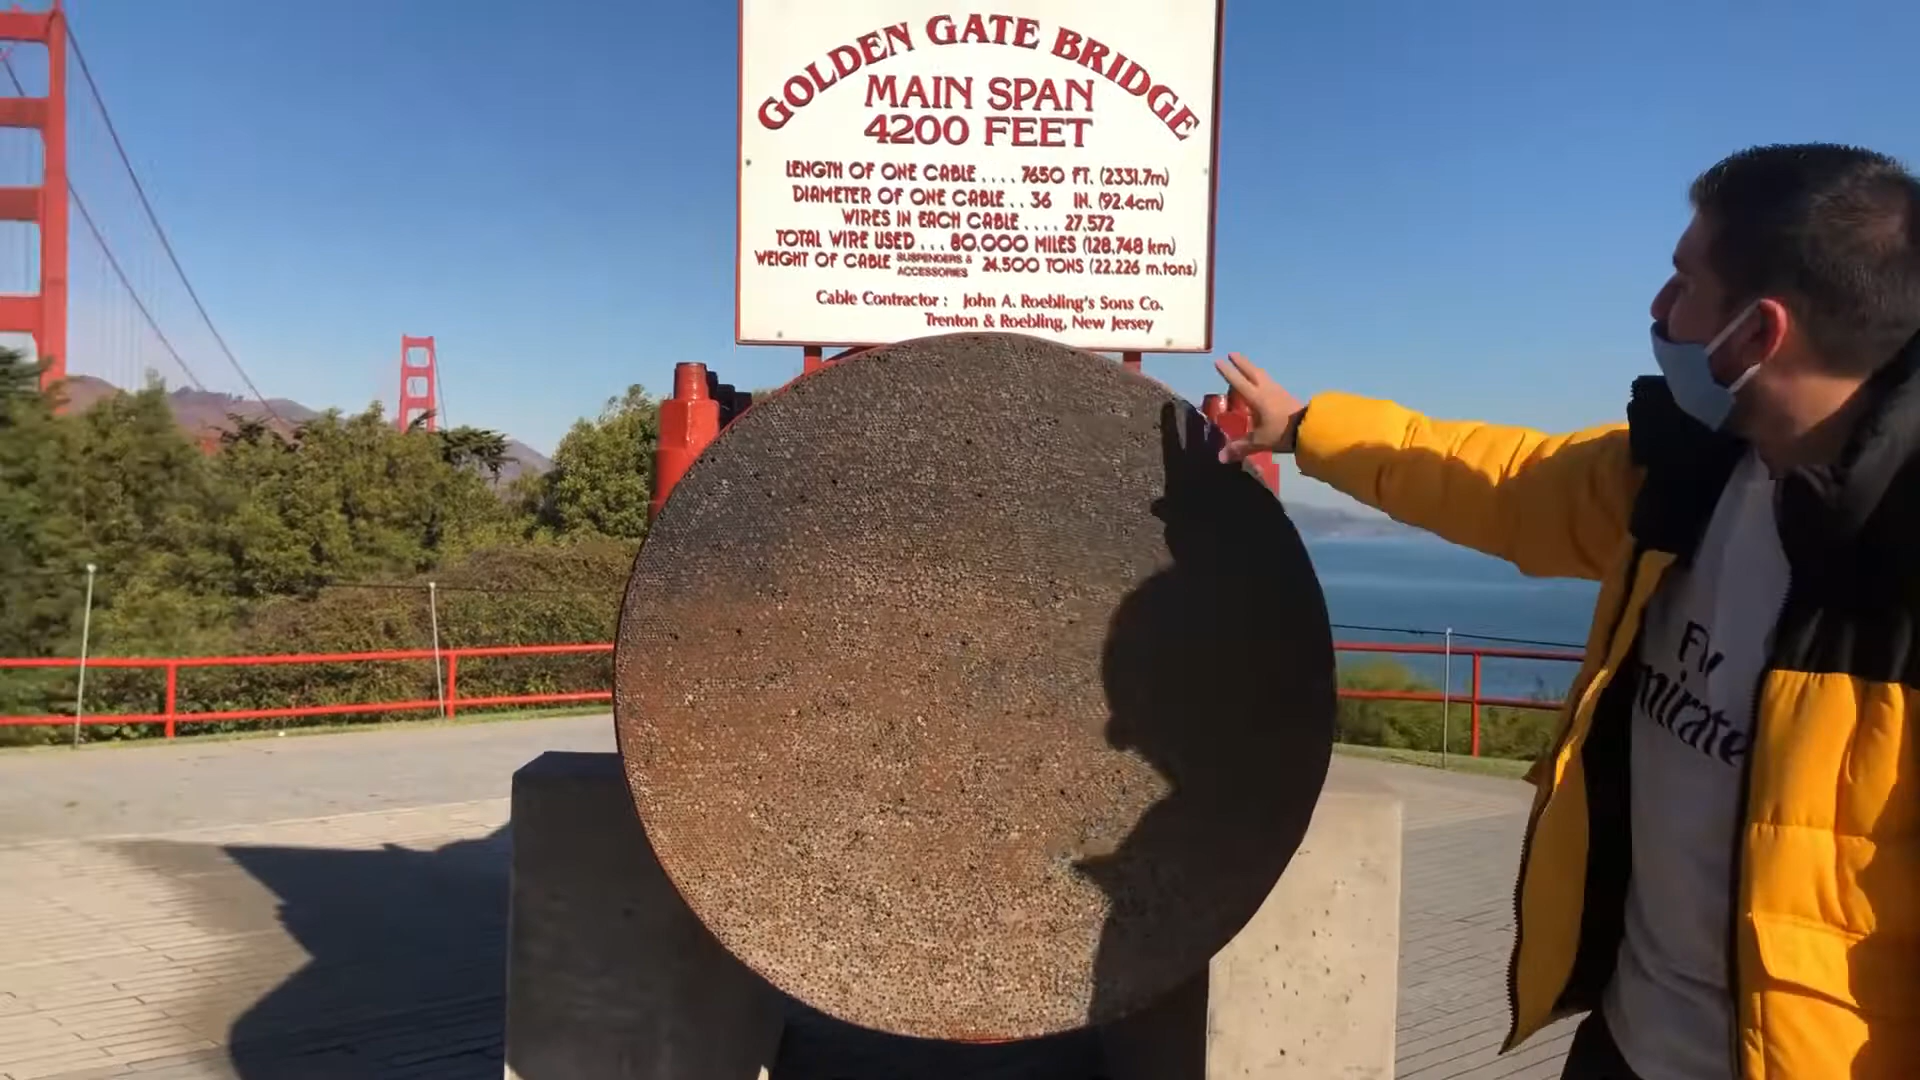 GOLDEN GATE BRIDGE
MAIN SPAN
4200 FEET
LENGTH OF ONE CABLE .... 7650 FT. (2331.7m)
DIAMETER OF ONE CABLE .. 36 IN. (92.4cm)
WIRES IN EACH CABLE .... 27,572
TOTAL WIRE USED ... 80,000 MILES (128,748 km)
WEIGHT OF CABLE SUSPENDERS & ACCESSORIES 24,500 TONS (22,226 m.tons)
Cable Contractor : John A. Roebling's Sons Co.
Trenton & Roebling, New Jersey